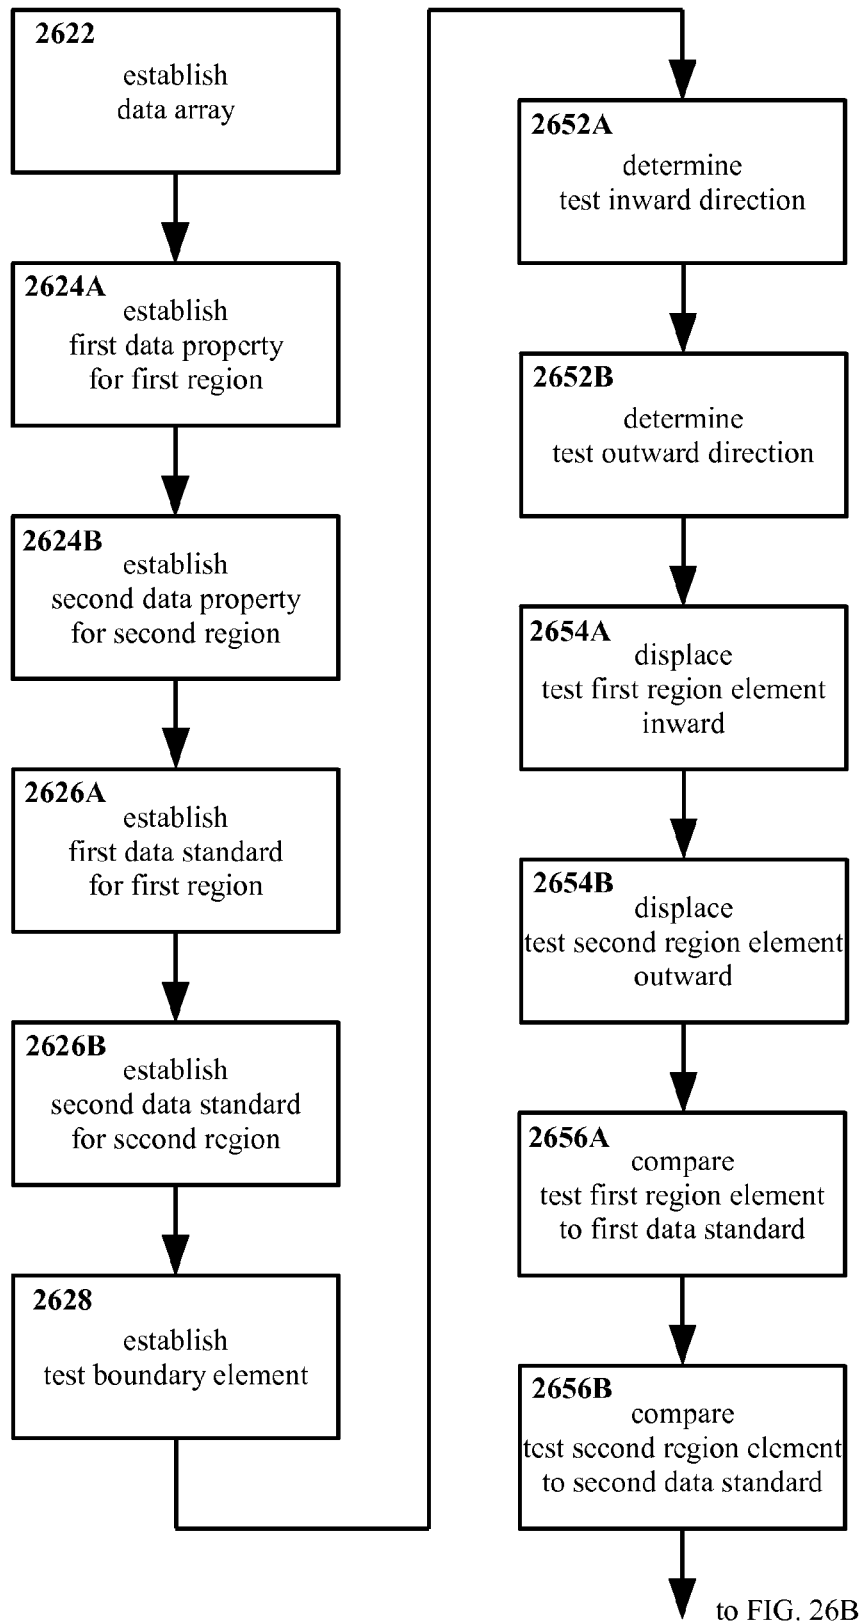 2622
establish
data array
2624A
establish
first data property
for first region
2624B
establish
second data property
for second region
2626A
establish
first data standard
for first region
2626B
establish
second data standard
for second region
2628
establish
test boundary element
2652A
determine
test inward direction
2652B
determine
test outward direction
2654A
displace
test first region element
inward
2654B
displace
test second region element
outward
2656A
compare
test first region element
to first data standard
2656B
compare
test second region element
to second data standard
to FIG. 26B